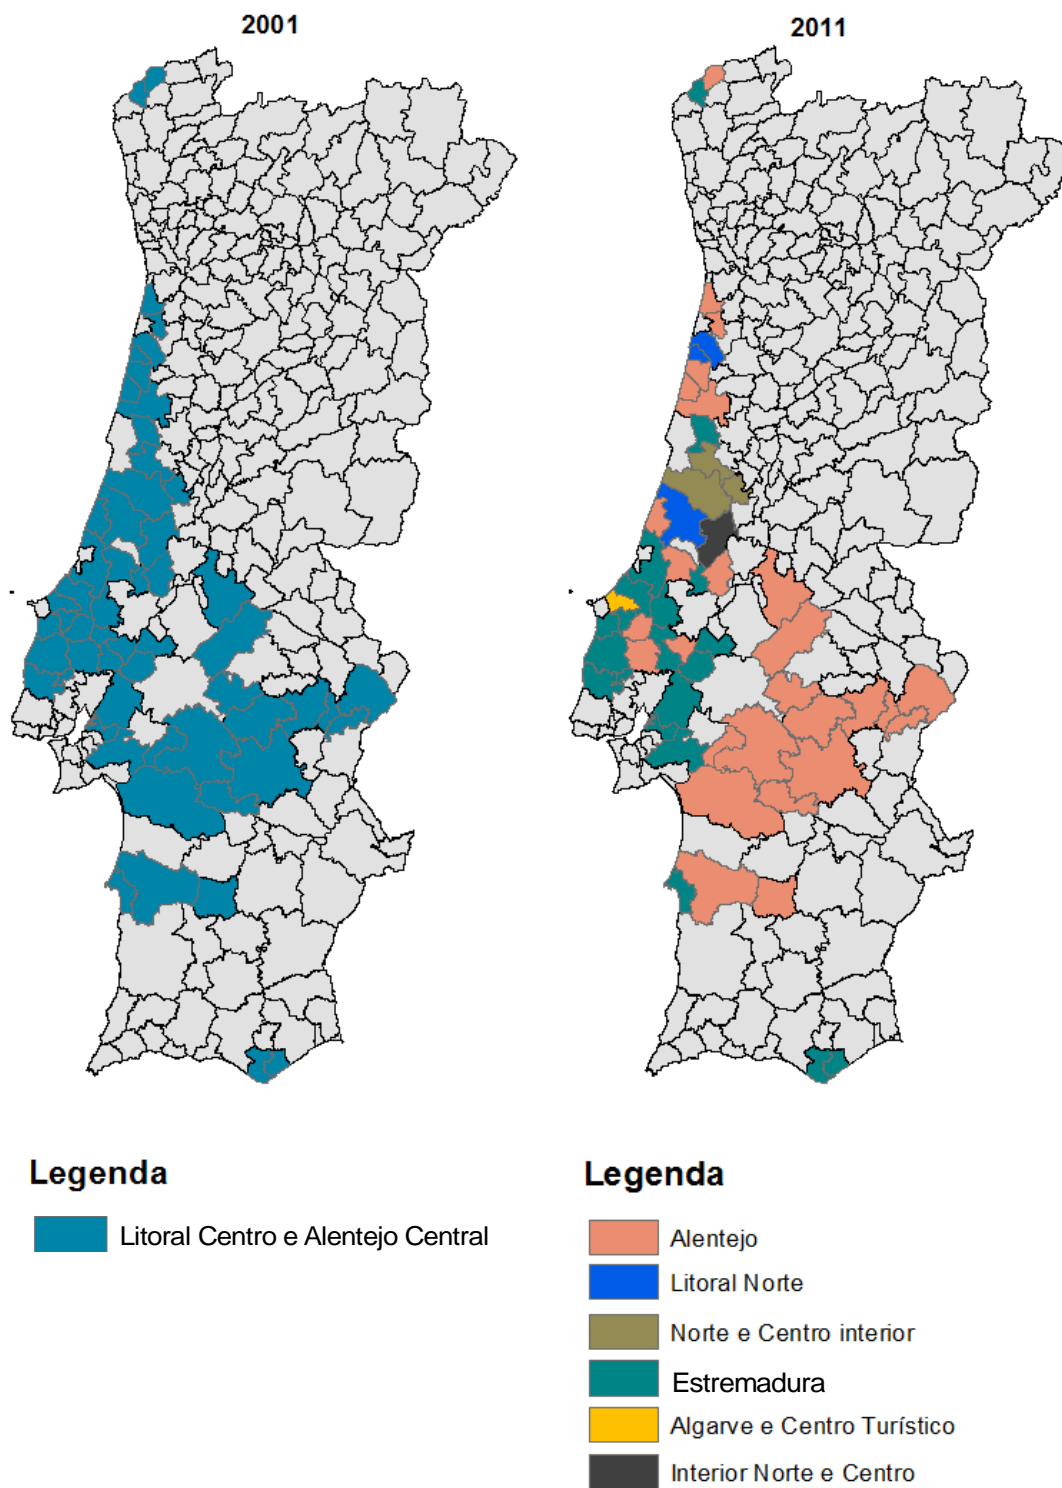 2001
2011
Legenda
Litoral Centro e Alentejo Central
Legenda
Alentejo
Litoral Norte
Norte e Centro interior
Estremadura
Algarve e Centro Turístico
Interior Norte e Centro